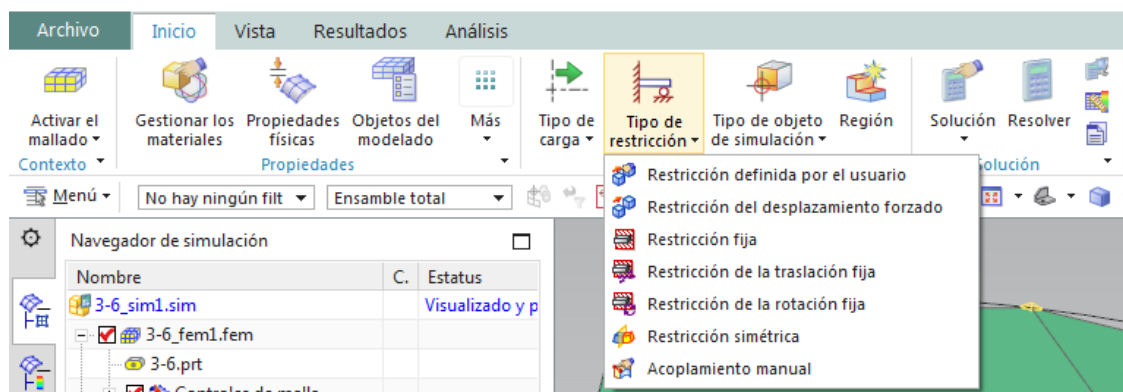 Archivo Inicio Vista Resultados Análisis
Activar el mallado
Gestionar los materiales
Propiedades físicas
Objetos del modelado
Más
Tipo de carga
Tipo de restricción
Tipo de objeto de simulación
Región
Solución
Resolver
Contexto
Propiedades
olución
Menú
No hay ningún filt
Ensamble total
Restricción definida por el usuario
Restricción del desplazamiento forzado
Restricción fija
Restricción de la traslación fija
Restricción de la rotación fija
Restricción simétrica
Acoplamiento manual
Navegador de simulación
Nombre C. Estatus
3-6_sim1.sim Visualizado y p
3-6_fem1.fem
3-6.prt
Controles de malla